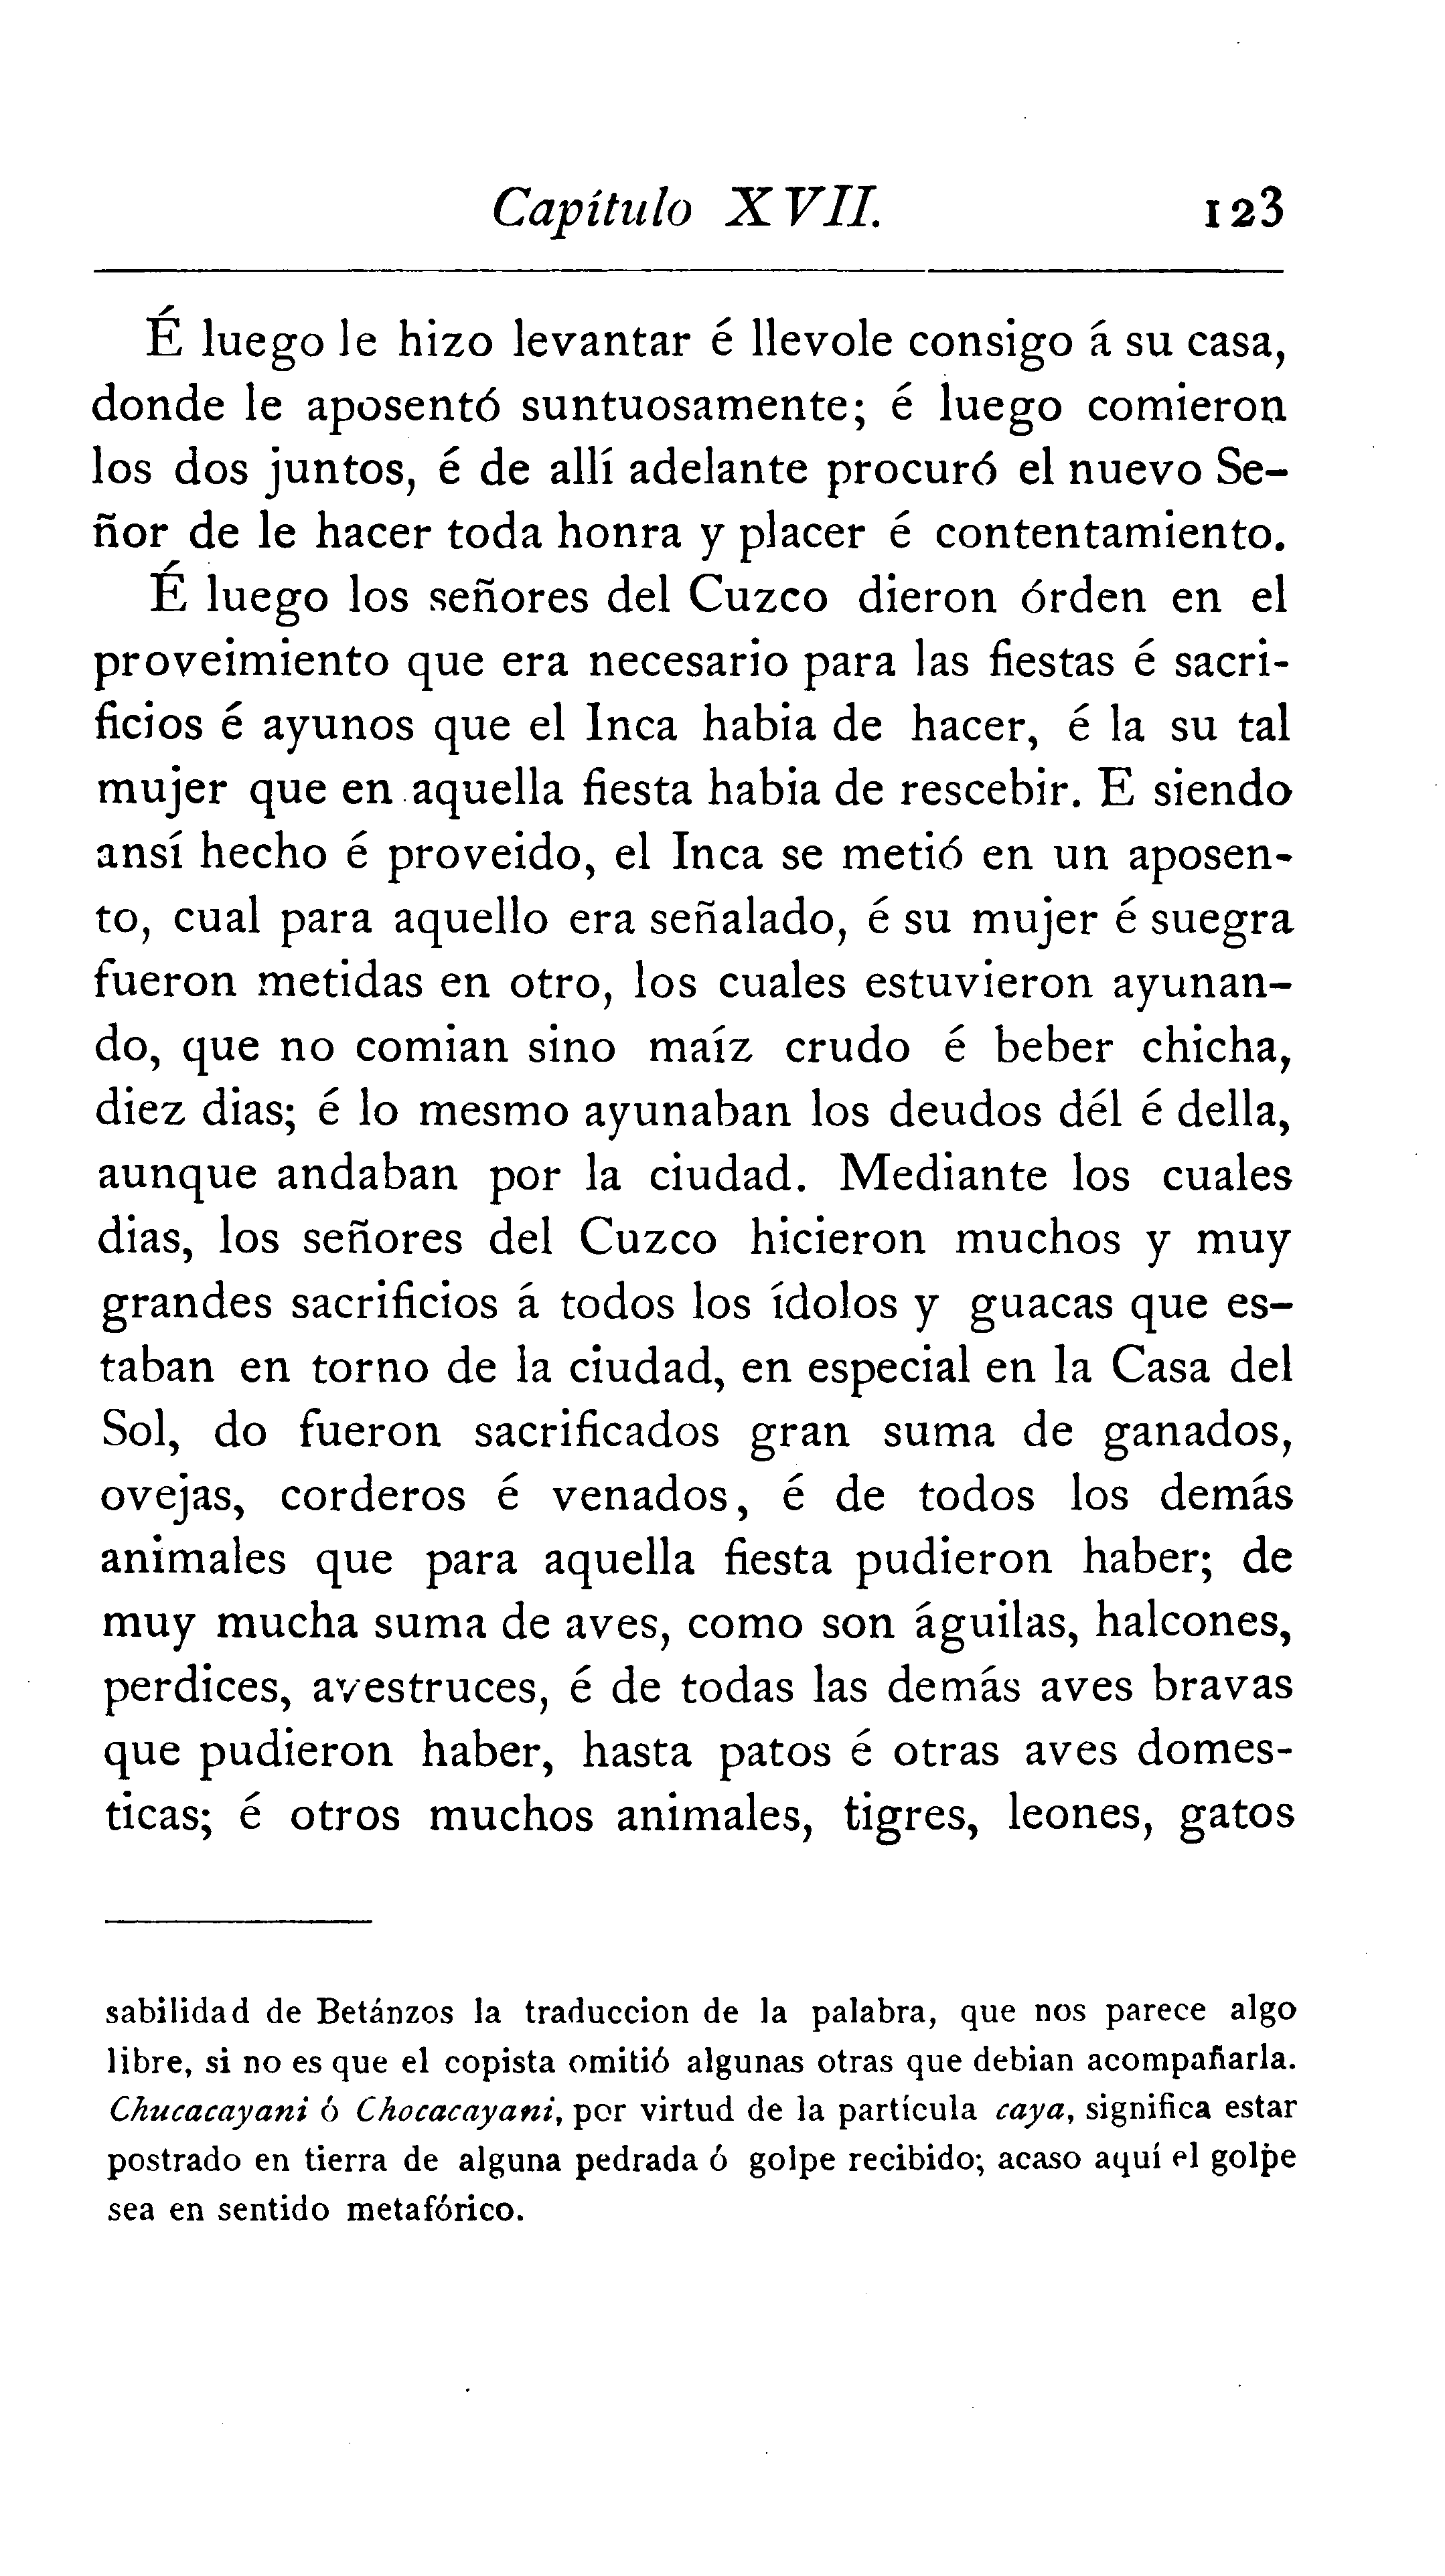 Capítulo XVII. 123
É luego le hizo levantar é llevole consigo á su casa,
donde le aposentó suntuosamente; é luego comieron
los dos juntos, é de allí adelante procuró el nuevo Se-
ñor de le hacer toda honra y placer é contentamiento.
É luego los señores del Cuzco dieron órden en el
proveimiento que era necesario para las fiestas é sacri-
ficios é ayunos que el Inca habia de hacer, é la su tal
mujer que en aquella fiesta habia de rescebir. E siendo
ansí hecho é proveido, el Inca se metió en un aposen-
to, cual para aquello era señalado, é su mujer é suegra
fueron metidas en otro, los cuales estuvieron ayunan-
do, que no comian sino maíz crudo é beber chicha,
diez dias; é lo mesmo ayunaban los deudos dél é della,
aunque andaban por la ciudad. Mediante los cuales
dias, los señores del Cuzco hicieron muchos y muy
grandes sacrificios á todos los ídolos y guacas que es-
taban en torno de la ciudad, en especial en la Casa del
Sol, do fueron sacrificados gran suma de ganados,
ovejas, corderos é venados, é de todos los demás
animales que para aquella fiesta pudieron haber; de
muy mucha suma de aves, como son águilas, halcones,
perdices, avestruces, é de todas las demás aves bravas
que pudieron haber, hasta patos é otras aves domes-
ticas; é otros muchos animales, tigres, leones, gatos
sabilidad de Betánzos la traduccion de la palabra, que nos parece algo
libre, si no es que el copista omitió algunas otras que debian acompañarla.
Chucacayani ó Chocacayani, por virtud de la partícula caya, significa estar
postrado en tierra de alguna pedrada ó golpe recibido; acaso aquí el golpe
sea en sentido metafórico.